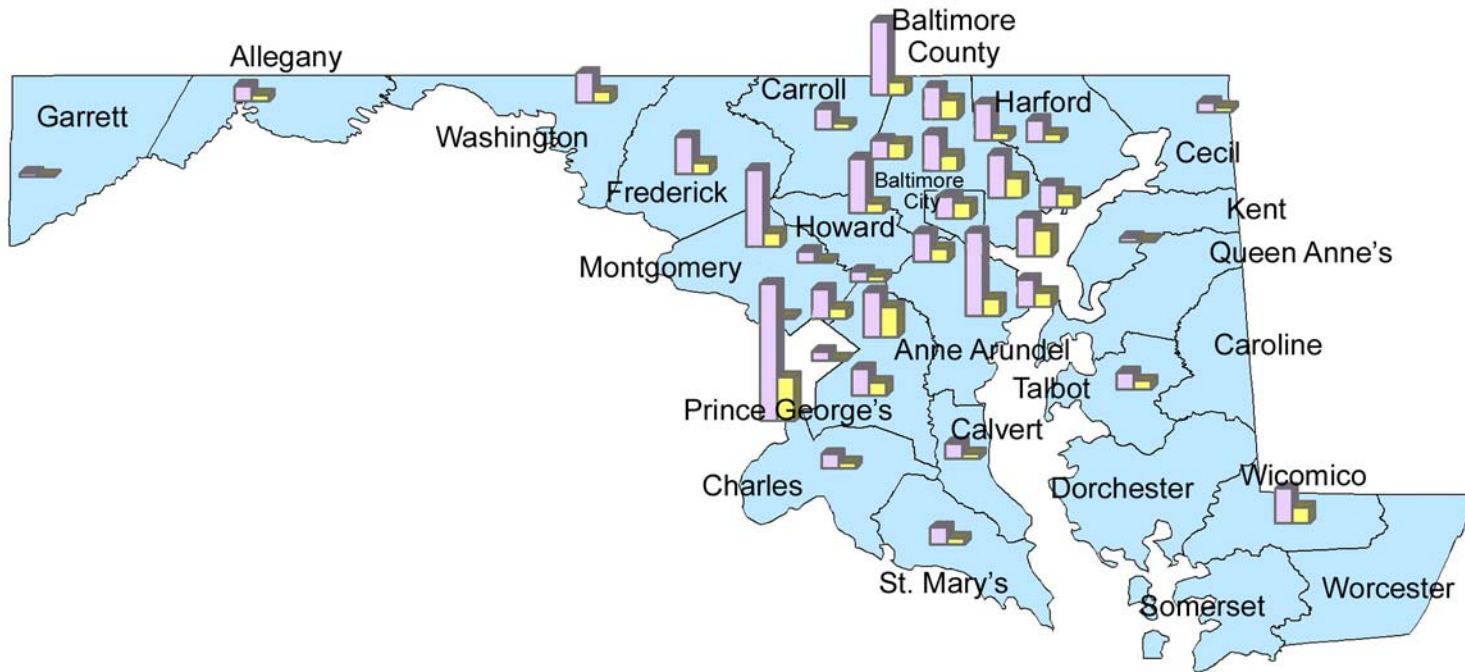 Baltimore
County
Allegany
Garrett
Carroll
Harford
Washington
Cecil
Frederick
Baltimore
City
Kent
Howard
Queen Anne's
Montgomery
Anne Arundel
Caroline
Talbot
Prince George's
Calvert
Charles
Dorchester
Wicomico
St. Mary's
Somerset
Worcester